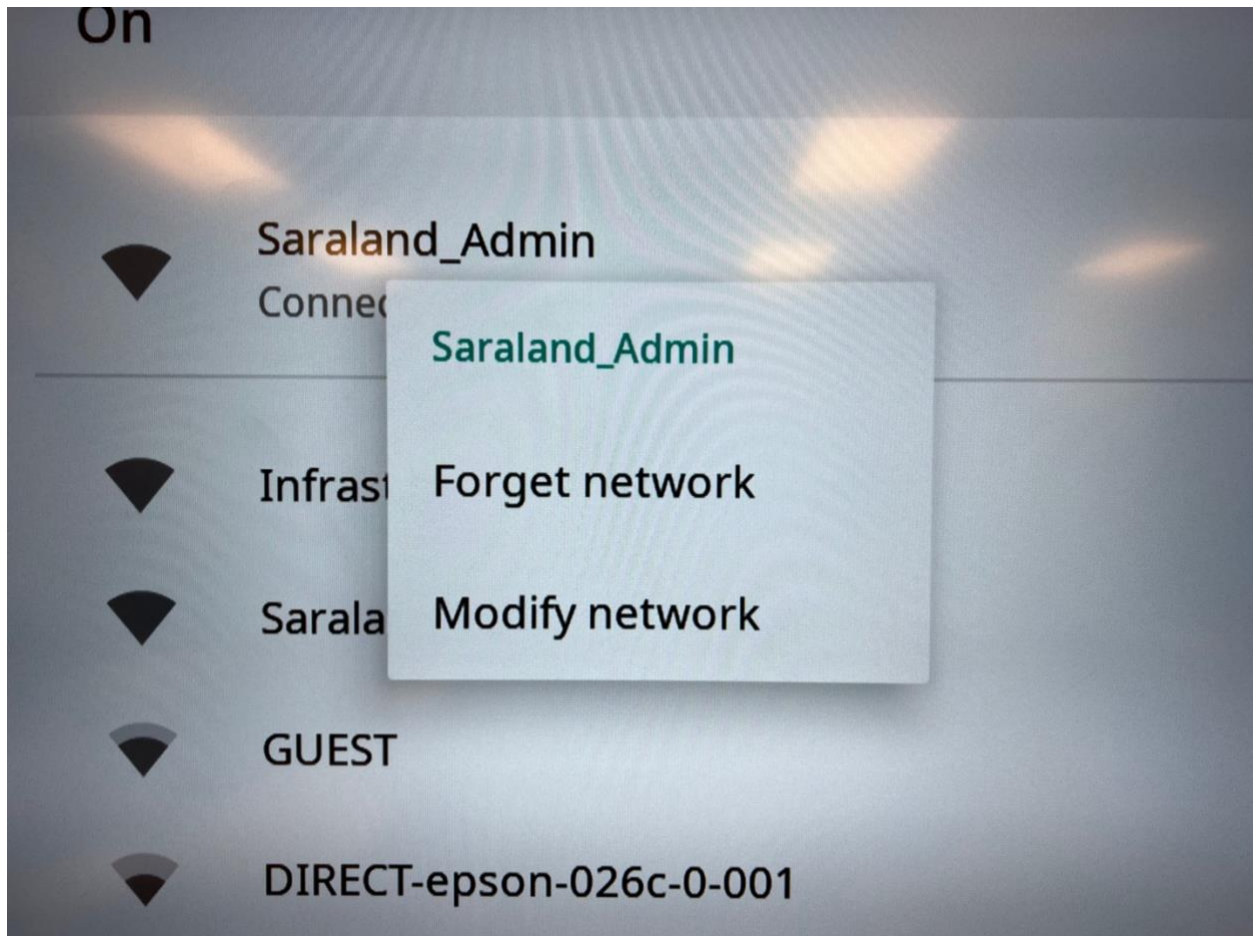 On
Saraland_Admin
Connec
Saraland_Admin
Forget network
Modify network
Infrast
Sarala
GUEST
DIRECT-epson-026c-0-001